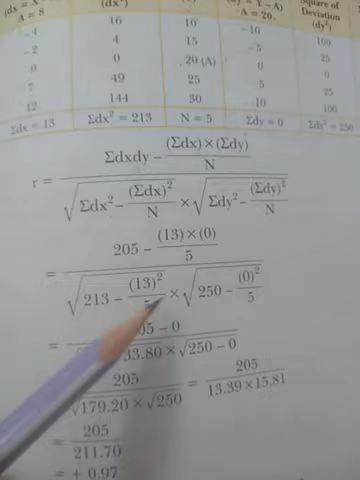 (dx = X
A = 8 (dx²) (dy = Y – A) A = 20 Square of Deviation (dy²)
–4 16 10 –10 100
–2 4 15 –5 25
0 0 20 (A) 0 0
7 49 25 5 25
12 144 30 10 100
Σdx = 13 Σdx² = 213 N = 5 Σdy = 0 Σdy² = 250
r = (Σdxdy – (Σdx)×(Σdy)/N) / (√(Σdx² – (Σdx)²/N) × √(Σdy² – (Σdy)²/N))
= (205 – (13)×(0)/5) / (√(213 – (13)²/5) × √(250 – (0)²/5))
= 05 – 0 / 33.80 × √250 – 0
205 / √179.20 × √250 = 205 / 13.39×15.81
= 205 / 211.70
= + 0.97